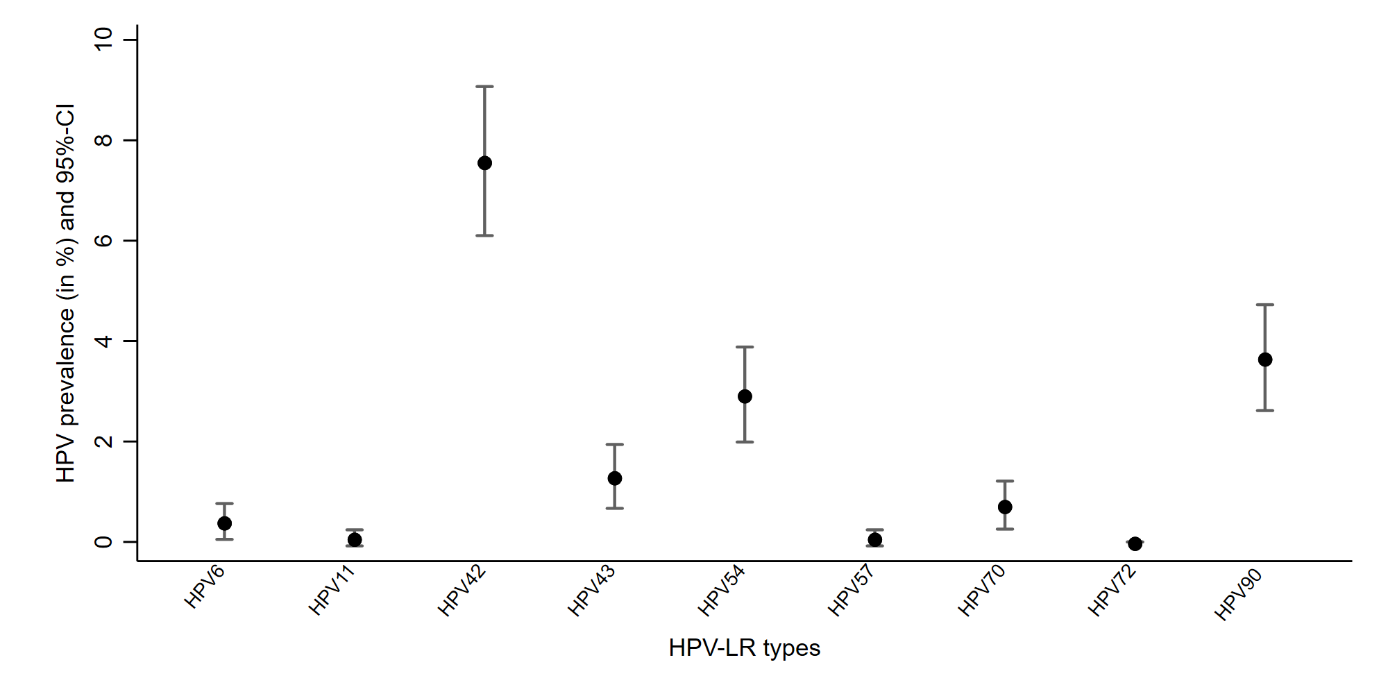 HPV prevalence (in %) and 95%-CI
10
8
6
4
2
0
HPV6 HPV11 HPV42 HPV43 HPV54 HPV57 HPV70 HPV72 HPV90
HPV-LR types